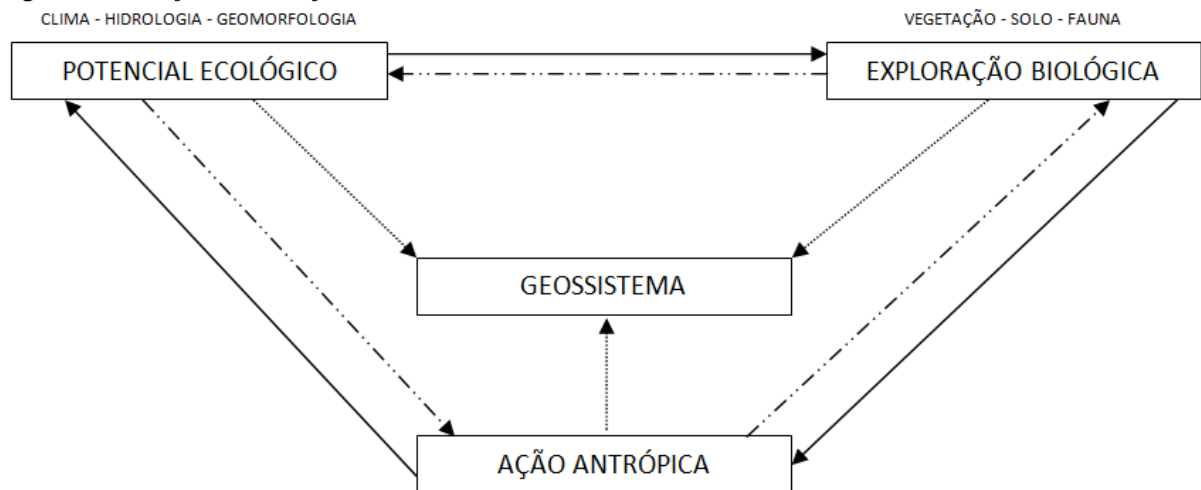 CLIMA - HIDROLOGIA - GEOMORFOLOGIA
VEGETAÇÃO - SOLO - FAUNA
POTENCIAL ECOLÓGICO
EXPLORAÇÃO BIOLÓGICA
GEOSSISTEMA
AÇÃO ANTRÓPICA